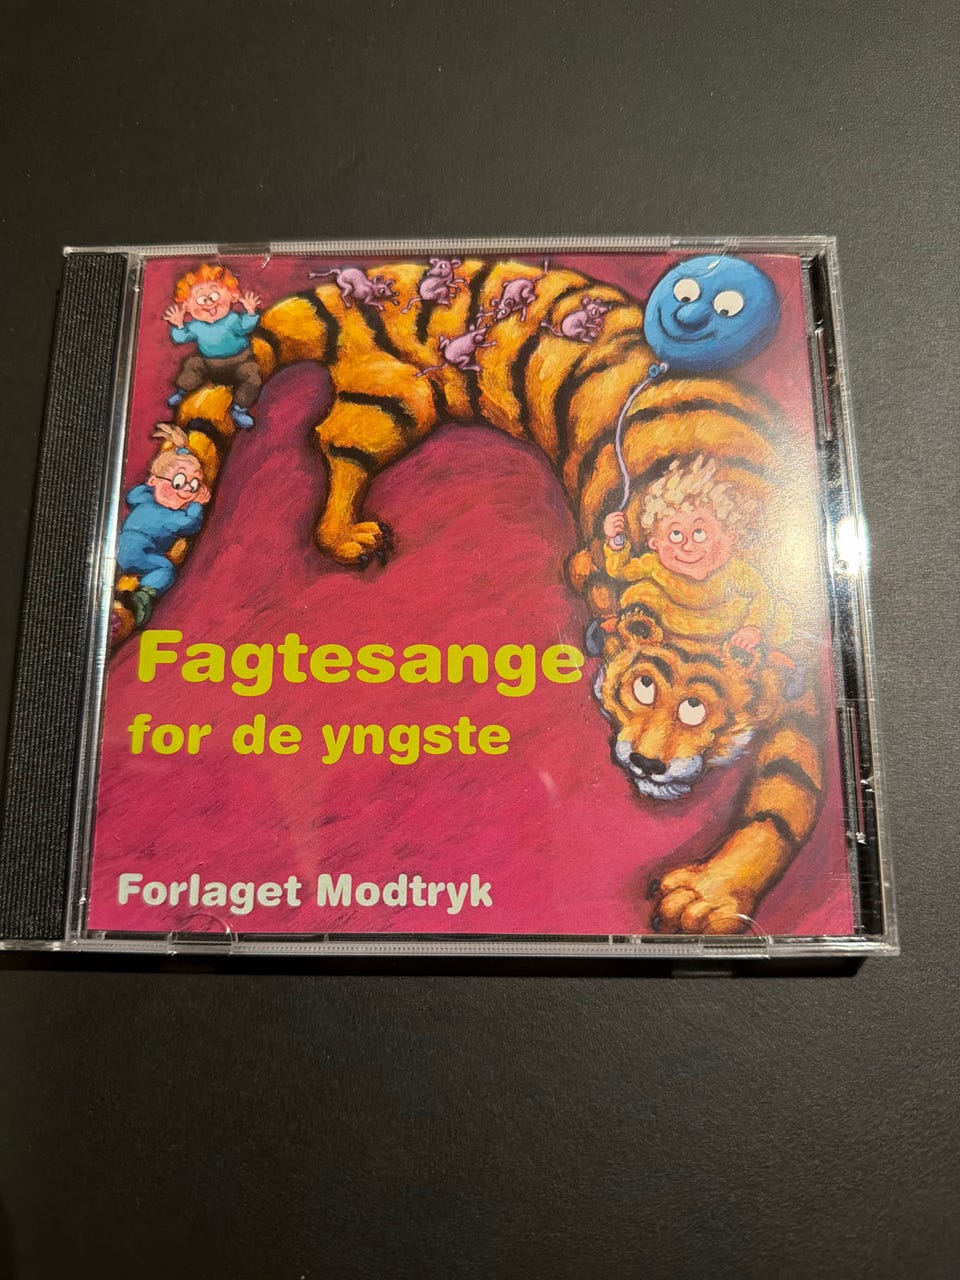 Fagtesange
for de yngste
Forlaget Modtryk